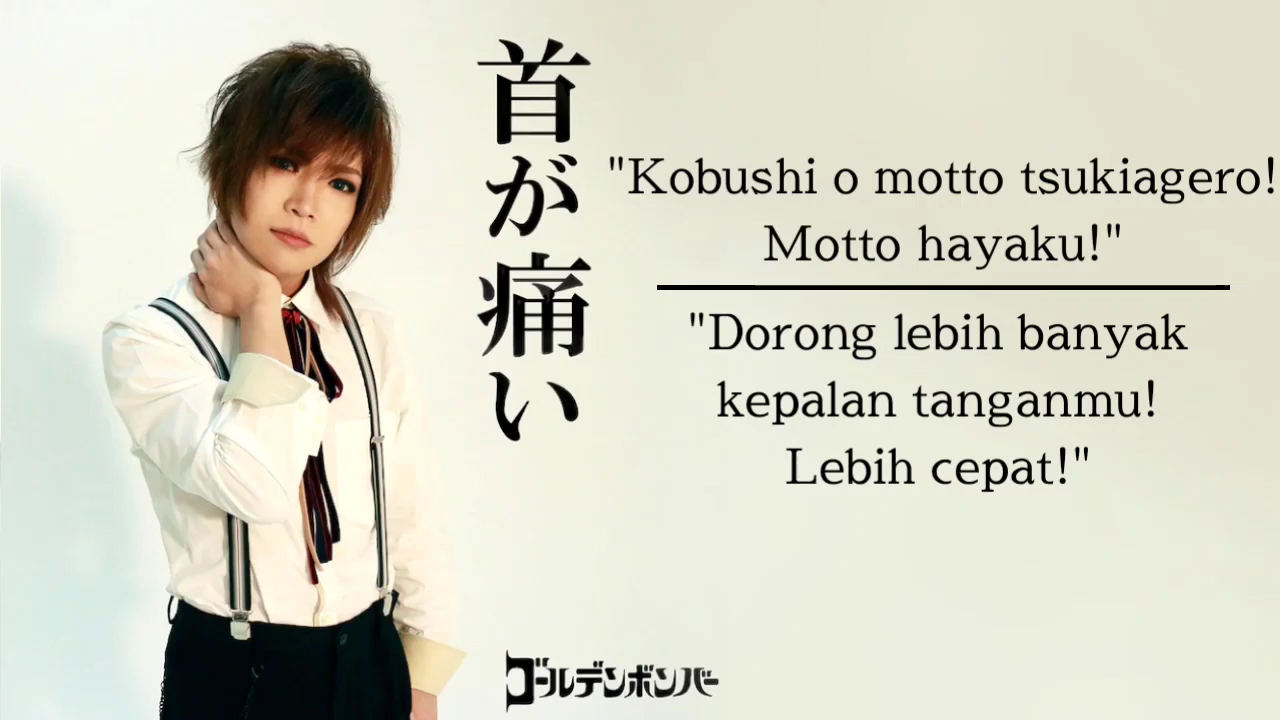 首が痛い
"Kobushi o motto tsukiagero!
Motto hayaku!"
"Dorong lebih banyak
kepalan tanganmu!
Lebih cepat!"
ゴールデンボンバー